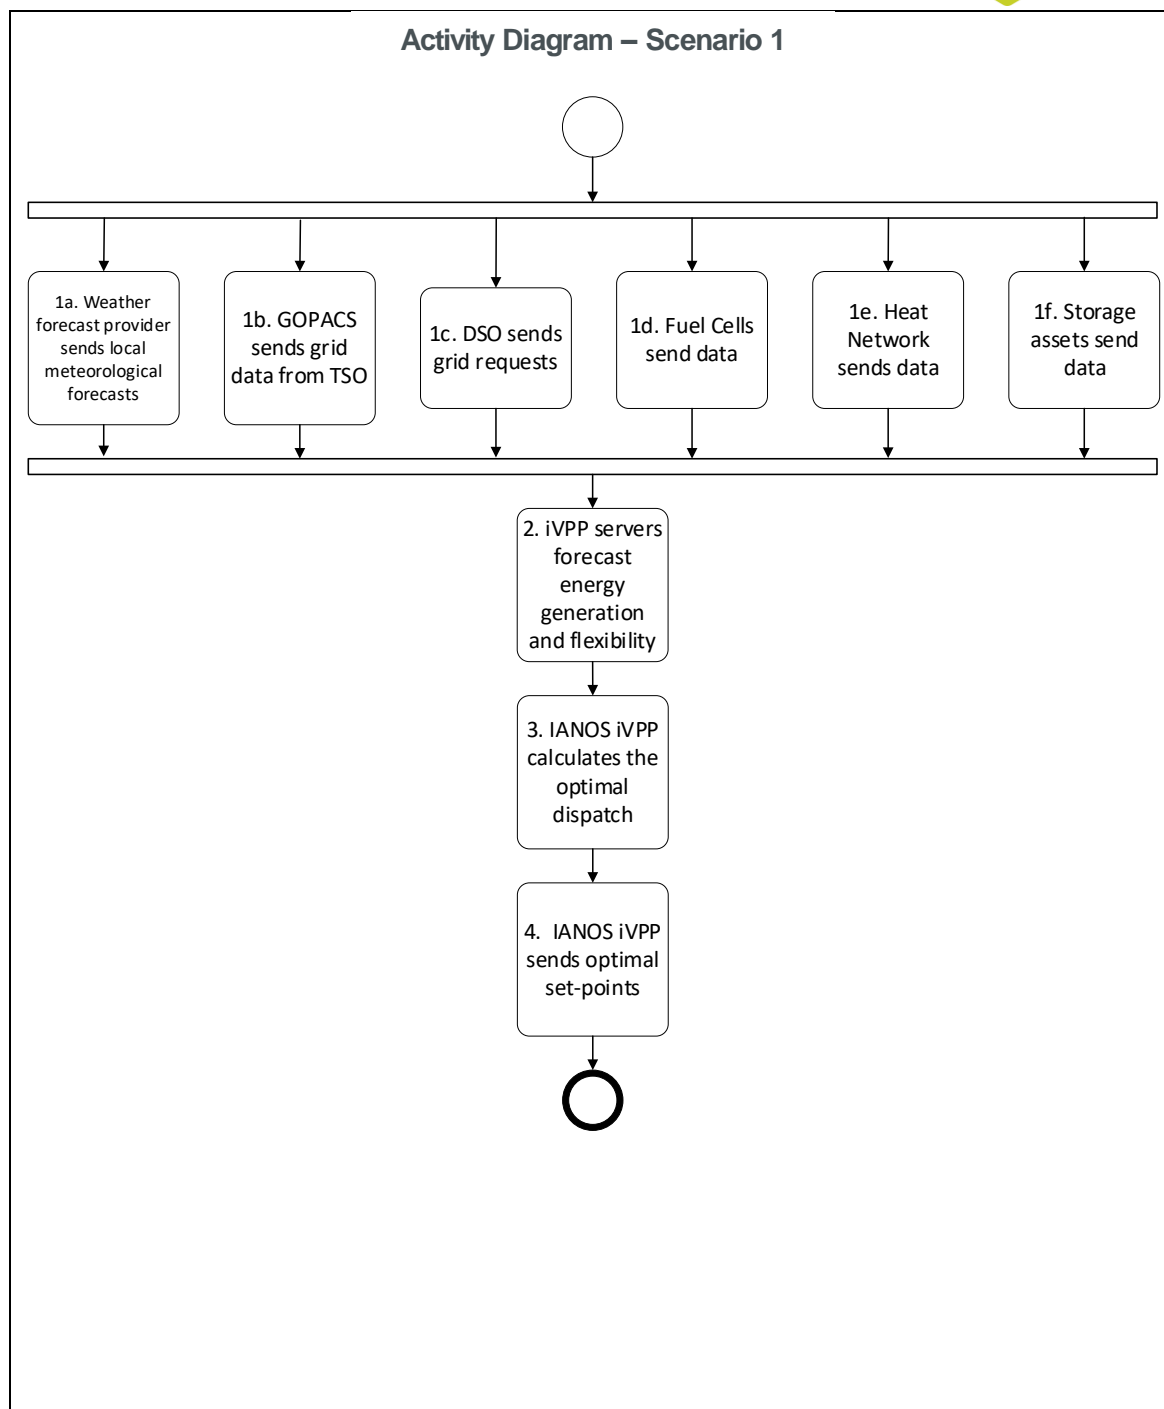 Activity Diagram – Scenario 1
1a. Weather
forecast provider
sends local
meteorological
forecasts
1b. GOPACS
sends grid
data from TSO
1c. DSO sends
grid requests
1d. Fuel Cells
send data
1e. Heat
Network
sends data
1f. Storage
assets send
data
2. iVPP servers
forecast
energy
generation
and flexibility
3. IANOS iVPP
calculates the
optimal
dispatch
4. IANOS iVPP
sends optimal
set-points